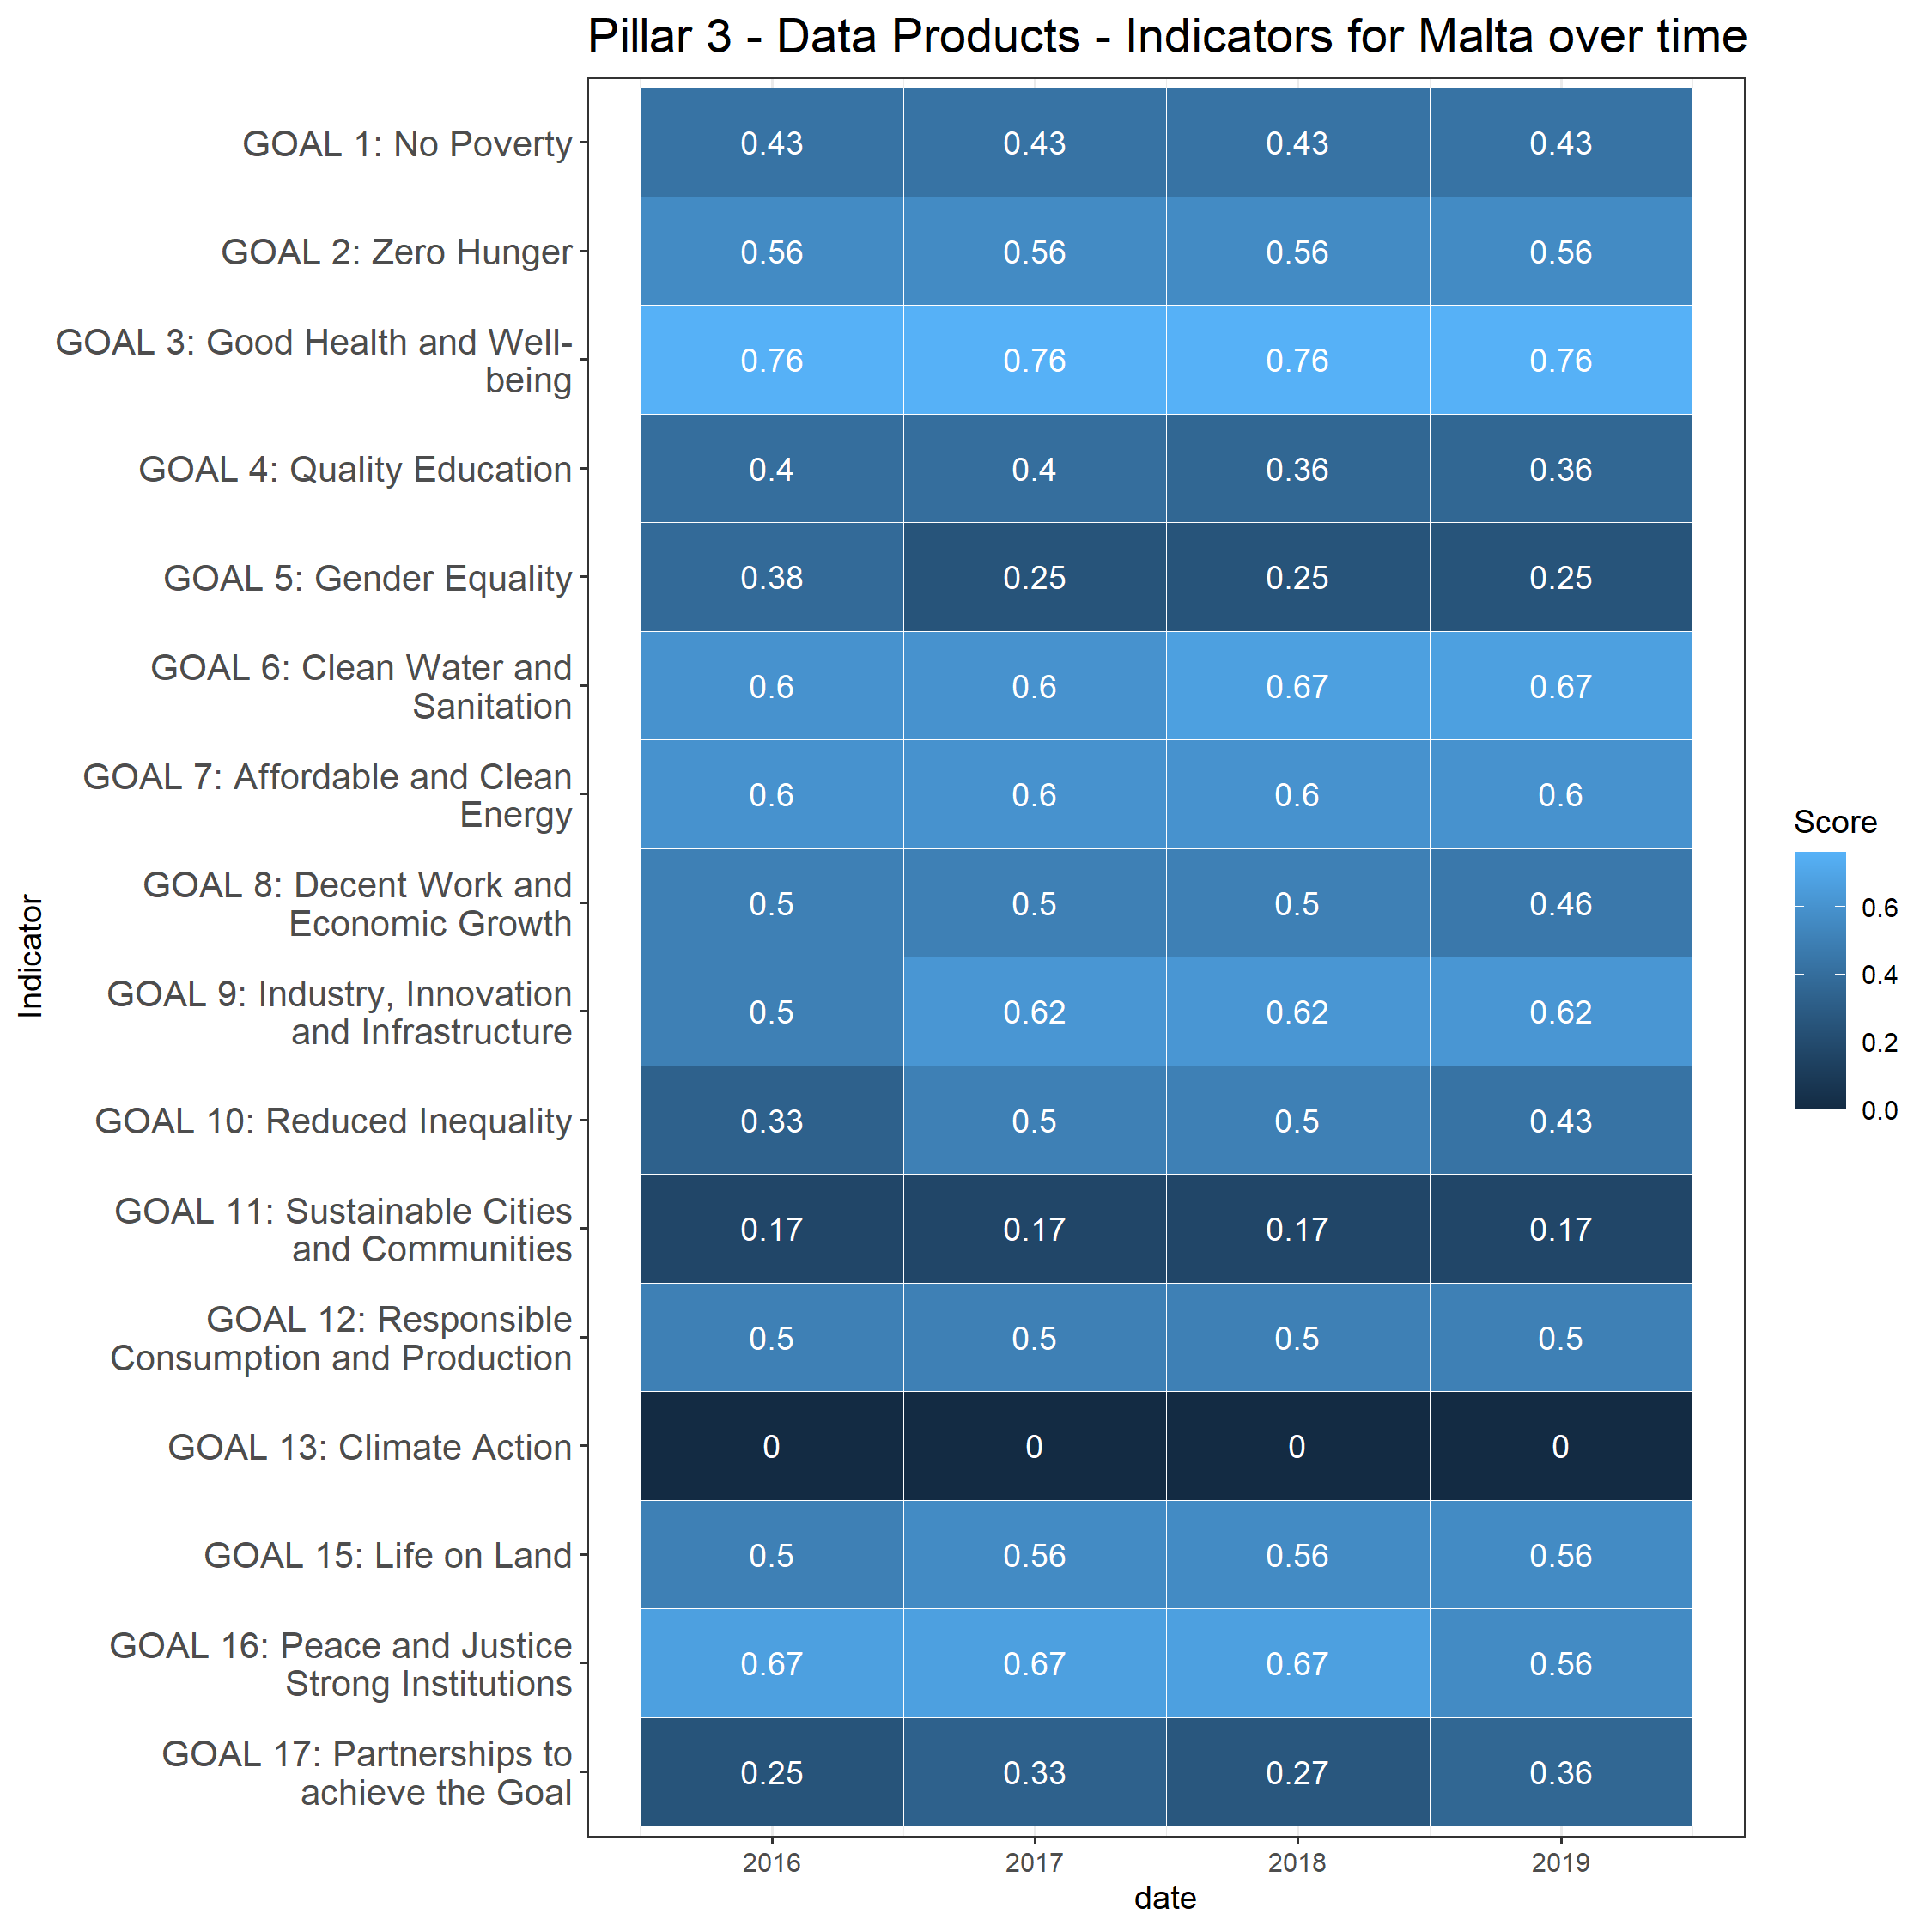 Pillar 3 - Data Products - Indicators for Malta over time
GOAL 1: No Poverty
0.43 0.43 0.43 0.43
GOAL 2: Zero Hunger
0.56 0.56 0.56 0.56
GOAL 3: Good Health and Well-
being
0.76 0.76 0.76 0.76
GOAL 4: Quality Education
0.4 0.4 0.36 0.36
GOAL 5: Gender Equality
0.38 0.25 0.25 0.25
GOAL 6: Clean Water and
Sanitation
0.6 0.6 0.67 0.67
GOAL 7: Affordable and Clean
Energy
0.6 0.6 0.6 0.6
GOAL 8: Decent Work and
Economic Growth
0.5 0.5 0.5 0.46
GOAL 9: Industry, Innovation
and Infrastructure
0.5 0.62 0.62 0.62
GOAL 10: Reduced Inequality
0.33 0.5 0.5 0.43
GOAL 11: Sustainable Cities
and Communities
0.17 0.17 0.17 0.17
GOAL 12: Responsible
Consumption and Production
0.5 0.5 0.5 0.5
GOAL 13: Climate Action
0 0 0 0
GOAL 15: Life on Land
0.5 0.56 0.56 0.56
GOAL 16: Peace and Justice
Strong Institutions
0.67 0.67 0.67 0.56
GOAL 17: Partnerships to
achieve the Goal
0.25 0.33 0.27 0.36
2016 2017 2018 2019
date
Indicator
Score
0.6
0.4
0.2
0.0